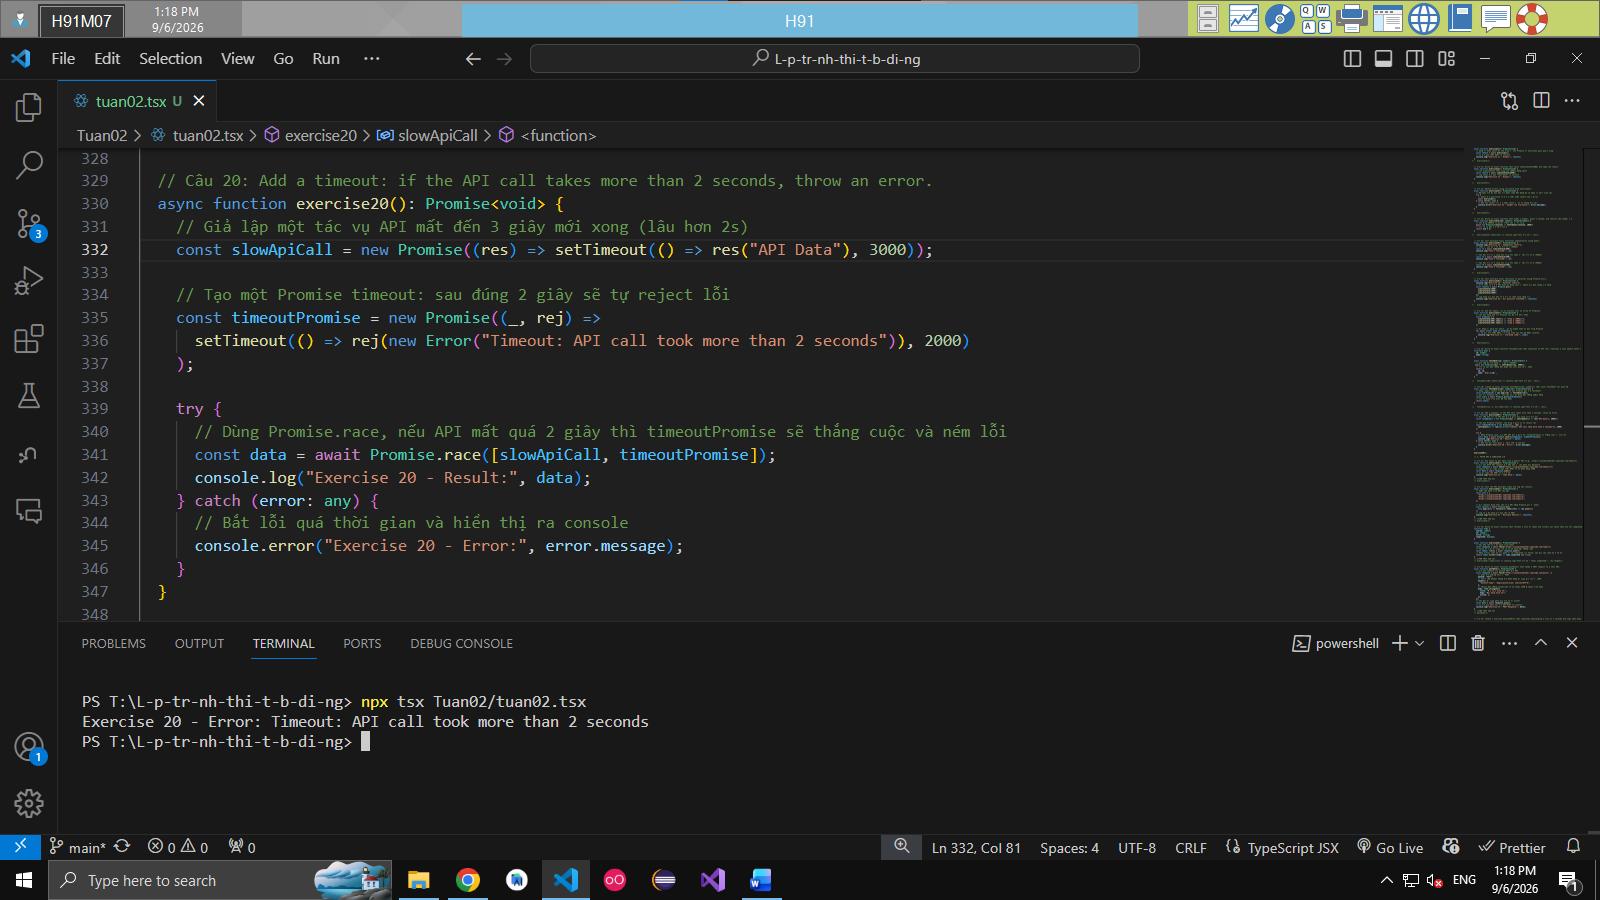 H91M07
1:18 PM
9/6/2026
H91
File Edit Selection View Go Run ···
L-p-tr-nh-thi-t-b-di-ng
tuan02.tsx U
Tuan02 > tuan02.tsx > exercise20 > slowApiCall > <function>
328
329 // Câu 20: Add a timeout: if the API call takes more than 2 seconds, throw an error.
330 async function exercise20(): Promise<void> {
331 // Giả lập một tác vụ API mất đến 3 giây mới xong (lâu hơn 2s)
332 const slowApiCall = new Promise((res) => setTimeout(() => res("API Data"), 3000));
333
334 // Tạo một Promise timeout: sau đúng 2 giây sẽ tự reject lỗi
335 const timeoutPromise = new Promise((_, rej) =>
336 setTimeout(() => rej(new Error("Timeout: API call took more than 2 seconds")), 2000)
337 );
338
339 try {
340 // Dùng Promise.race, nếu API mất quá 2 giây thì timeoutPromise sẽ thắng cuộc và ném lỗi
341 const data = await Promise.race([slowApiCall, timeoutPromise]);
342 console.log("Exercise 20 - Result:", data);
343 } catch (error: any) {
344 // Bắt lỗi quá thời gian và hiển thị ra console
345 console.error("Exercise 20 - Error:", error.message);
346 }
347 }
348
PROBLEMS OUTPUT TERMINAL PORTS DEBUG CONSOLE
powershell
PS T:\L-p-tr-nh-thi-t-b-di-ng> npx tsx Tuan02/tuan02.tsx
Exercise 20 - Error: Timeout: API call took more than 2 seconds
PS T:\L-p-tr-nh-thi-t-b-di-ng>
main* 0 0 0
Ln 332, Col 81 Spaces: 4 UTF-8 CRLF TypeScript JSX Go Live Prettier
Type here to search
ENG
1:18 PM
9/6/2026